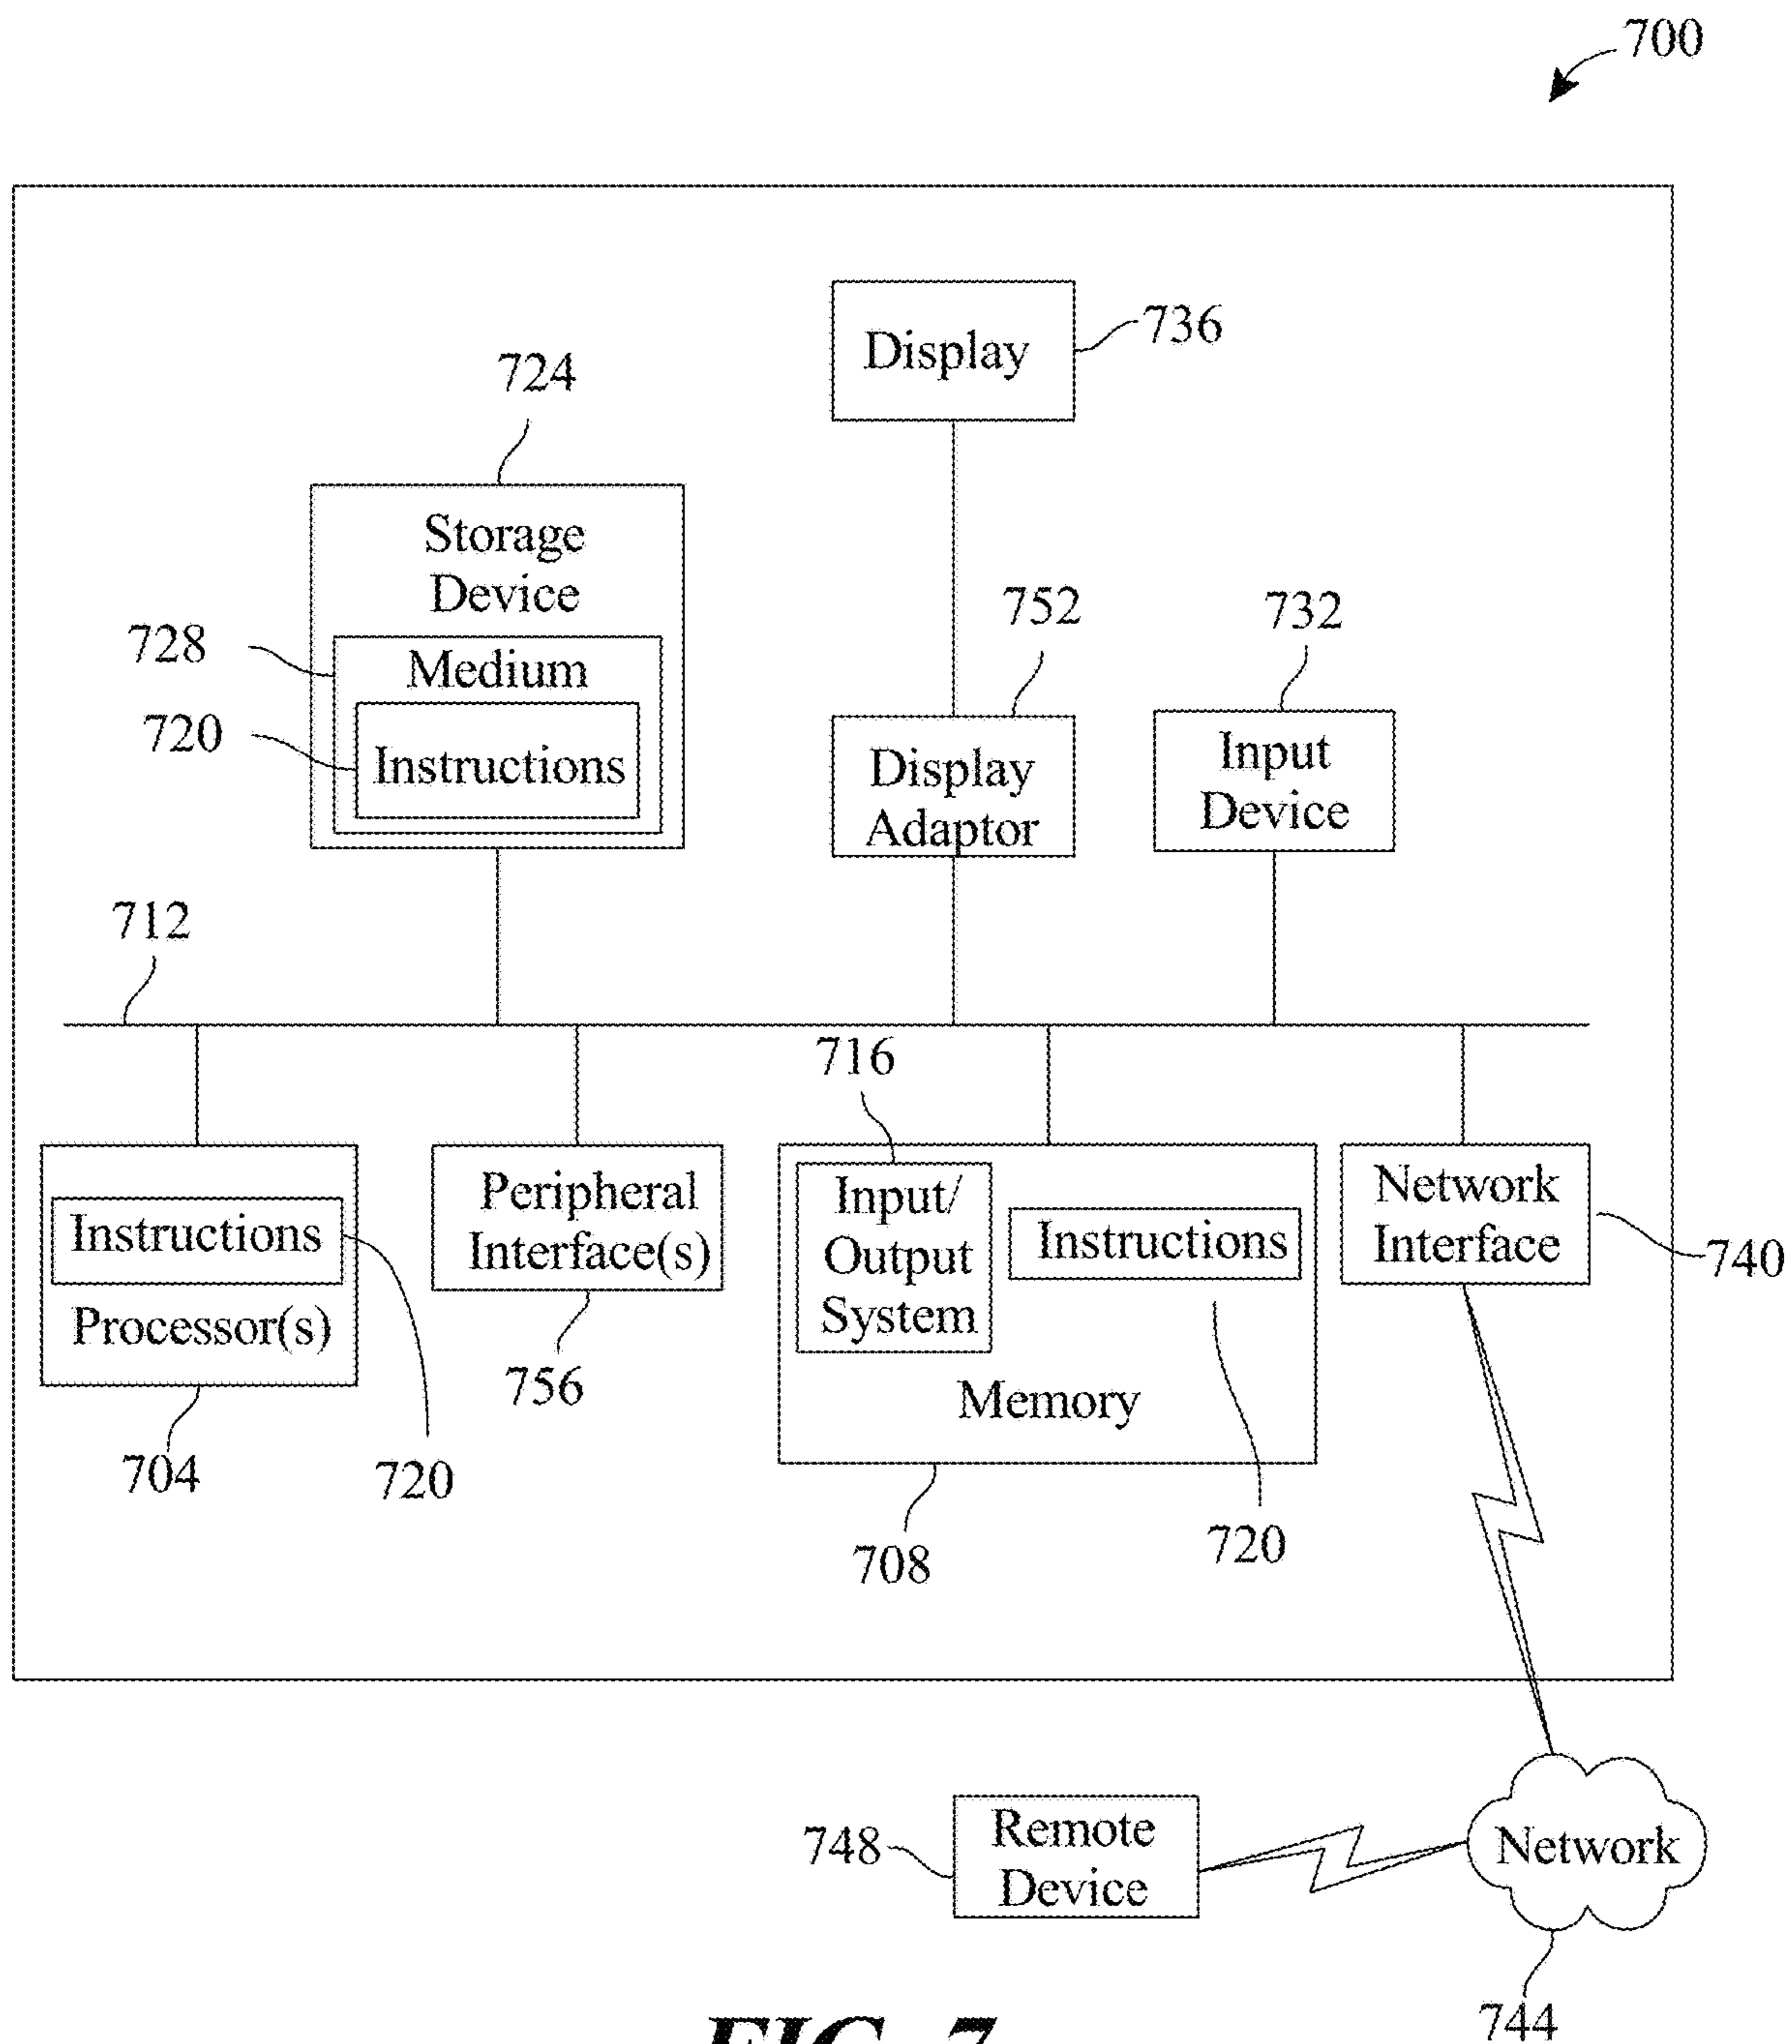 700
Display
736
724
Storage
Device
728
Medium
720
Instructions
752
Display
Adaptor
732
Input
Device
712
716
Instructions
Processor(s)
704
720
Peripheral
Interface(s)
756
Input/
Output
System
Instructions
Memory
708
720
Network
Interface
740
748
Remote
Device
Network
744
FIG. 7